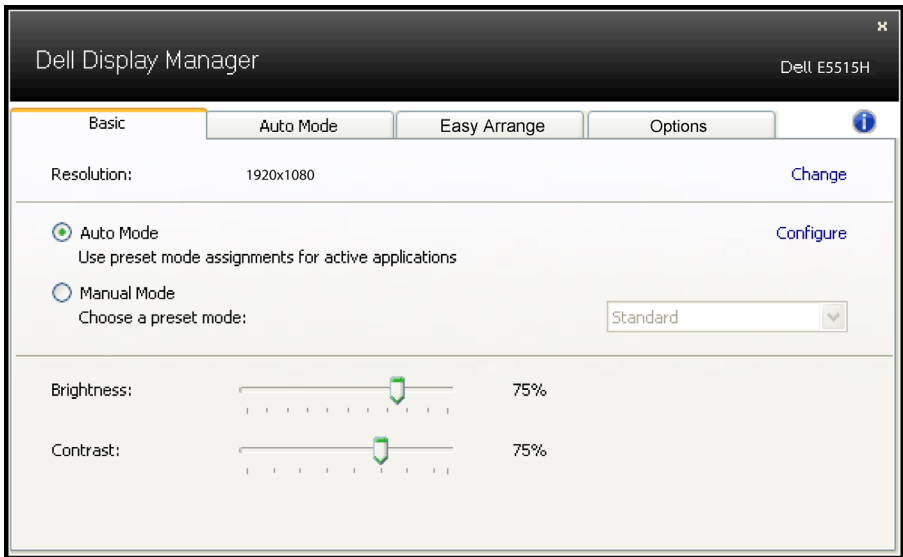 x
Dell Display Manager
Dell E5515H
Basic Auto Mode Easy Arrange Options i
Resolution: 1920x1080 Change
Auto Mode Configure
Use preset mode assignments for active applications
Manual Mode
Choose a preset mode: Standard
Brightness: 75%
Contrast: 75%